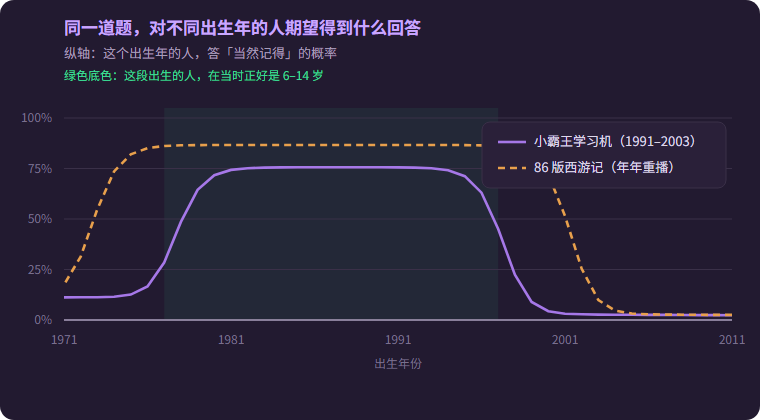 同一道题，对不同出生年的人期望得到什么回答
纵轴：这个出生年的人，答「当然记得」的概率
绿色底色：这段出生的人，在当时正好是 6–14 岁
100%
小霸王学习机（1991–2003）
86 版西游记（年年重播）
75%
50%
25%
0%
1971
1981
1991
2001
2011
出生年份